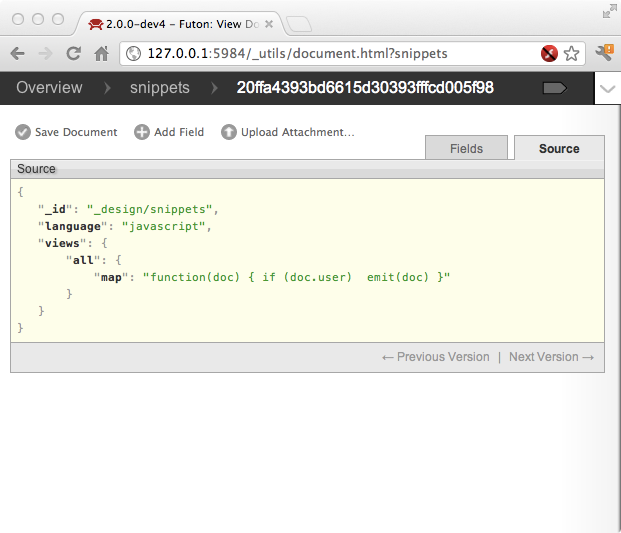 2.0.0-dev4 – Futon: View Do
127.0.0.1:5984/_utils/document.html?snippets
Overview snippets 20ffa4393bd6615d30393fffcd005f98
Save Document Add Field Upload Attachment...
Fields Source
Source
{
"_id": "_design/snippets",
"language": "javascript",
"views": {
"all": {
"map": "function(doc) { if (doc.user)  emit(doc) }"
}
}
}
← Previous Version | Next Version →